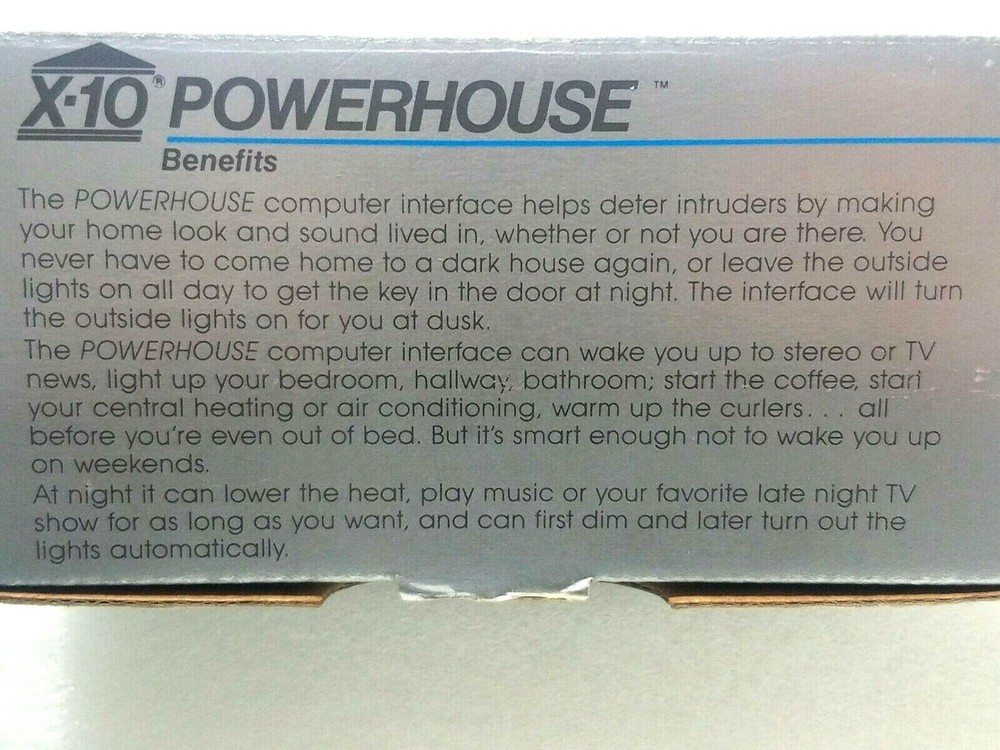 X-10® POWERHOUSE™
Benefits
The POWERHOUSE computer interface helps deter intruders by making
your home look and sound lived in, whether or not you are there. You
never have to come home to a dark house again, or leave the outside
lights on all day to get the key in the door at night. The interface will turn
the outside lights on for you at dusk.
The POWERHOUSE computer interface can wake you up to stereo or TV
news, light up your bedroom, hallway, bathroom; start the coffee, start
your central heating or air conditioning, warm up the curlers. . . all
before you're even out of bed. But it's smart enough not to wake you up
on weekends.
At night it can lower the heat, play music or your favorite late night TV
show for as long as you want, and can first dim and later turn out the
lights automatically.